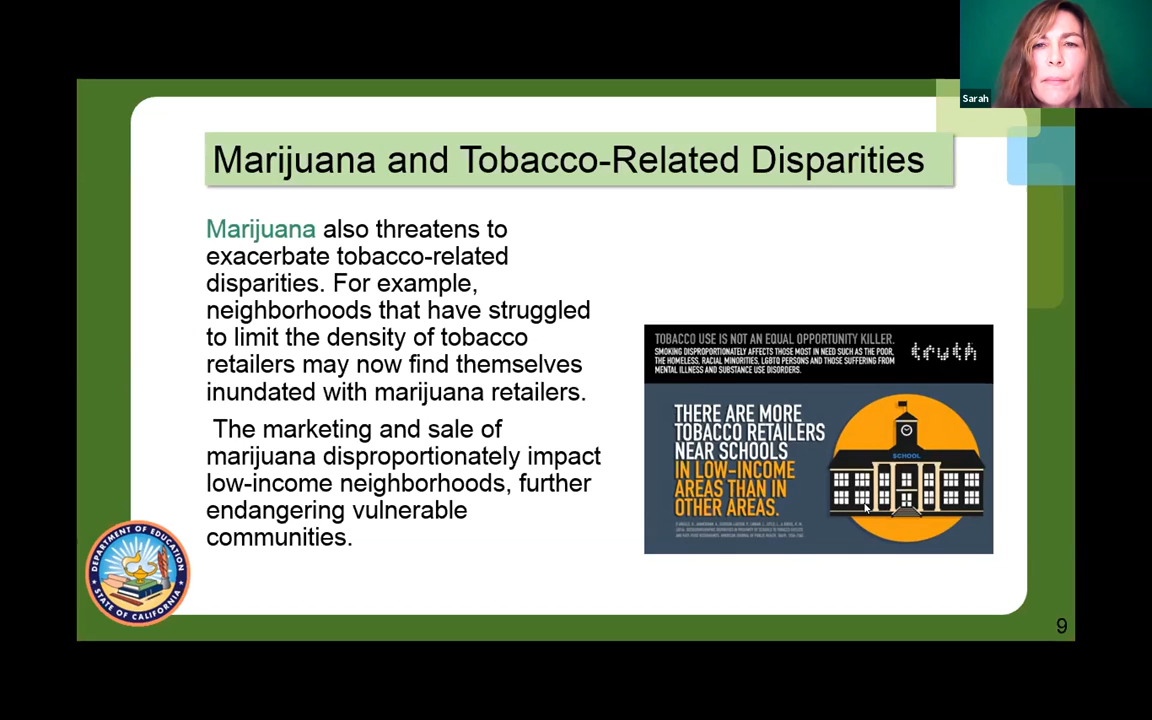 Sarah
Marijuana and Tobacco-Related Disparities
Marijuana also threatens to
exacerbate tobacco-related
disparities. For example,
neighborhoods that have struggled
to limit the density of tobacco
retailers may now find themselves
inundated with marijuana retailers.
The marketing and sale of
marijuana disproportionately impact
low-income neighborhoods, further
endangering vulnerable
communities.
TOBACCO USE IS NOT AN EQUAL OPPORTUNITY KILLER.
SMOKING DISPROPORTIONATELY AFFECTS THOSE MOST IN NEED SUCH AS THE POOR,
THE HOMELESS, RACIAL MINORITIES, LGBTQ PERSONS AND THOSE SUFFERING FROM
MENTAL ILLNESS AND SUBSTANCE USE DISORDERS.
truth
THERE ARE MORE
TOBACCO RETAILERS
NEAR SCHOOLS
IN LOW-INCOME
AREAS THAN IN
OTHER AREAS.
SCHOOL
DEPARTMENT OF EDUCATION
STATE OF CALIFORNIA
9